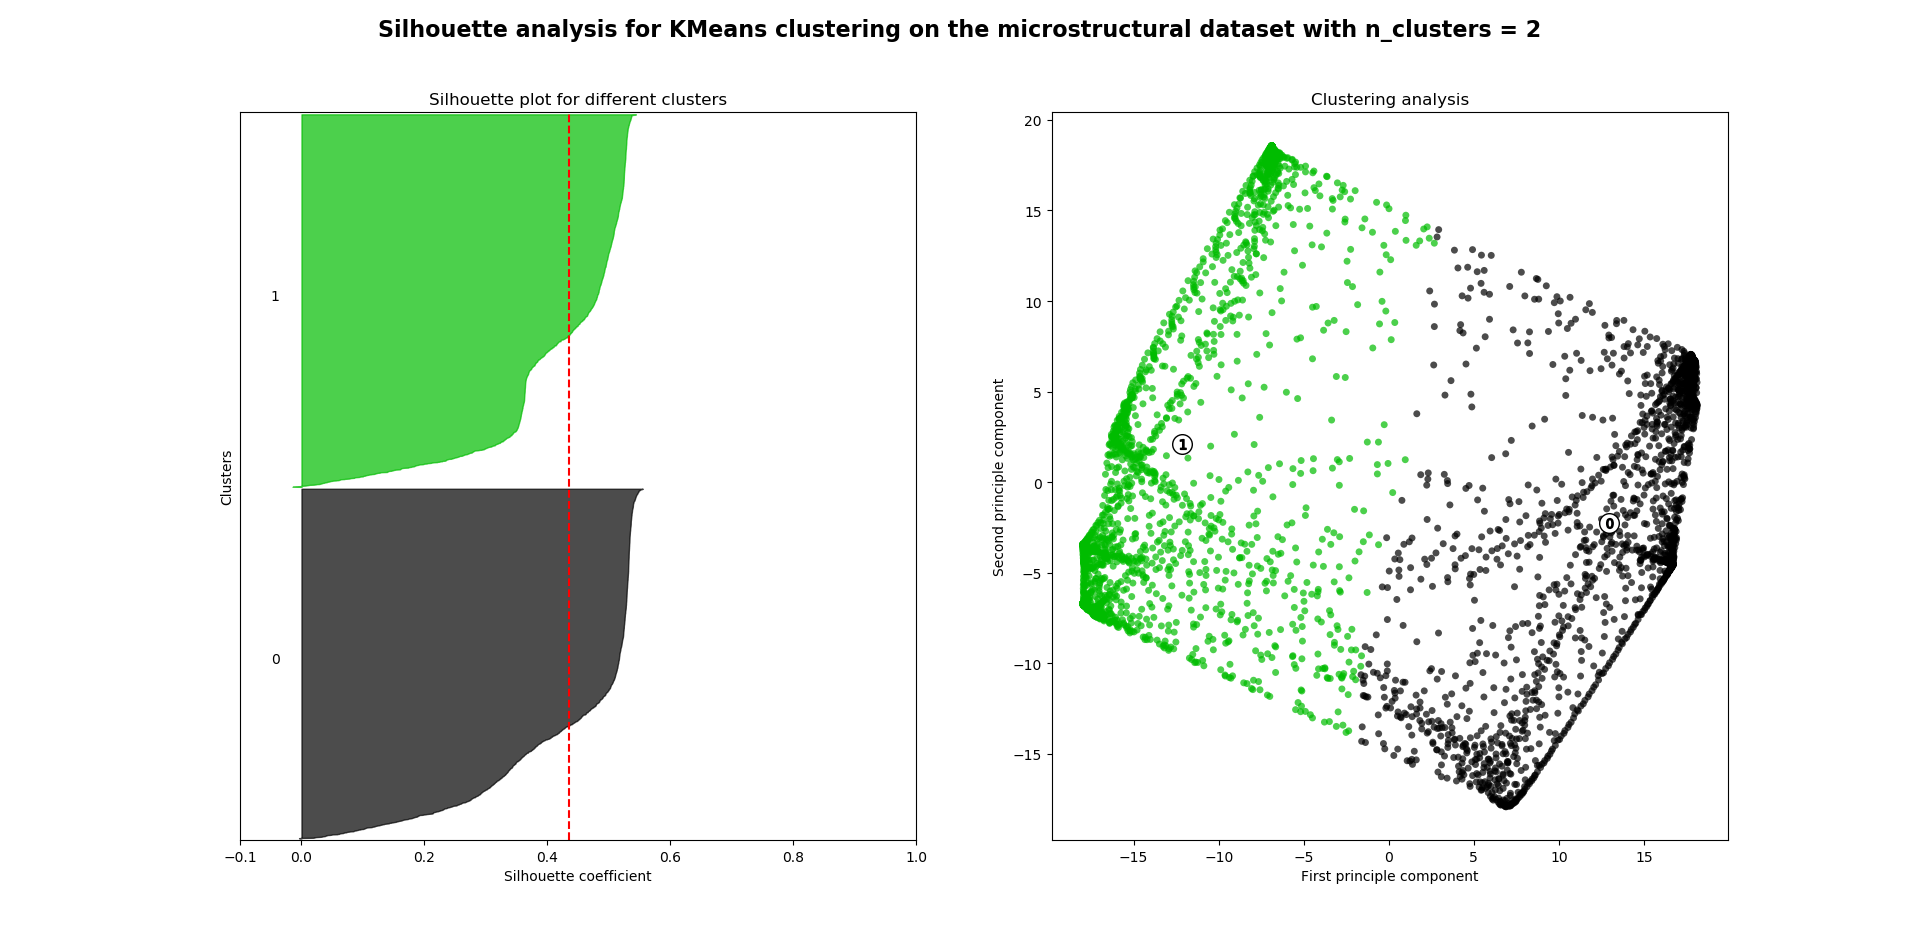 Silhouette analysis for KMeans clustering on the microstructural dataset with n_clusters = 2
Silhouette plot for different clusters
Clusters
1
0
−0.1 0.0 0.2 0.4 0.6 0.8 1.0
Silhouette coefficient
Clustering analysis
Second principle component
20
15
10
5
0
−5
−10
−15
1
0
−15 −10 −5 0 5 10 15
First principle component